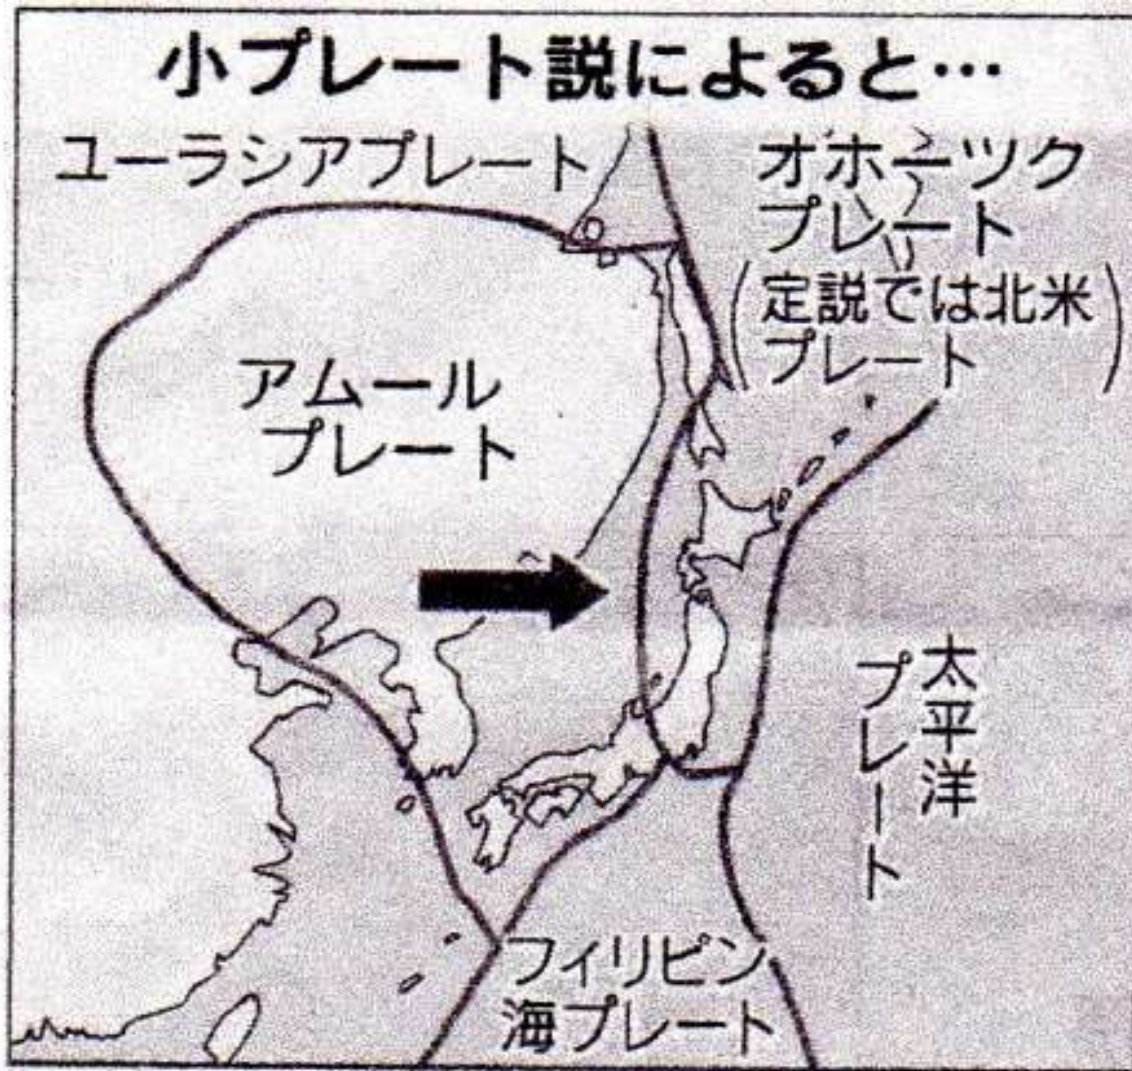 小プレート説によると…
ユーラシアプレート
オホーツク
プレート
(定説では北米
プレート)
アムール
プレート
太平洋
プレート
フィリピン
海プレート